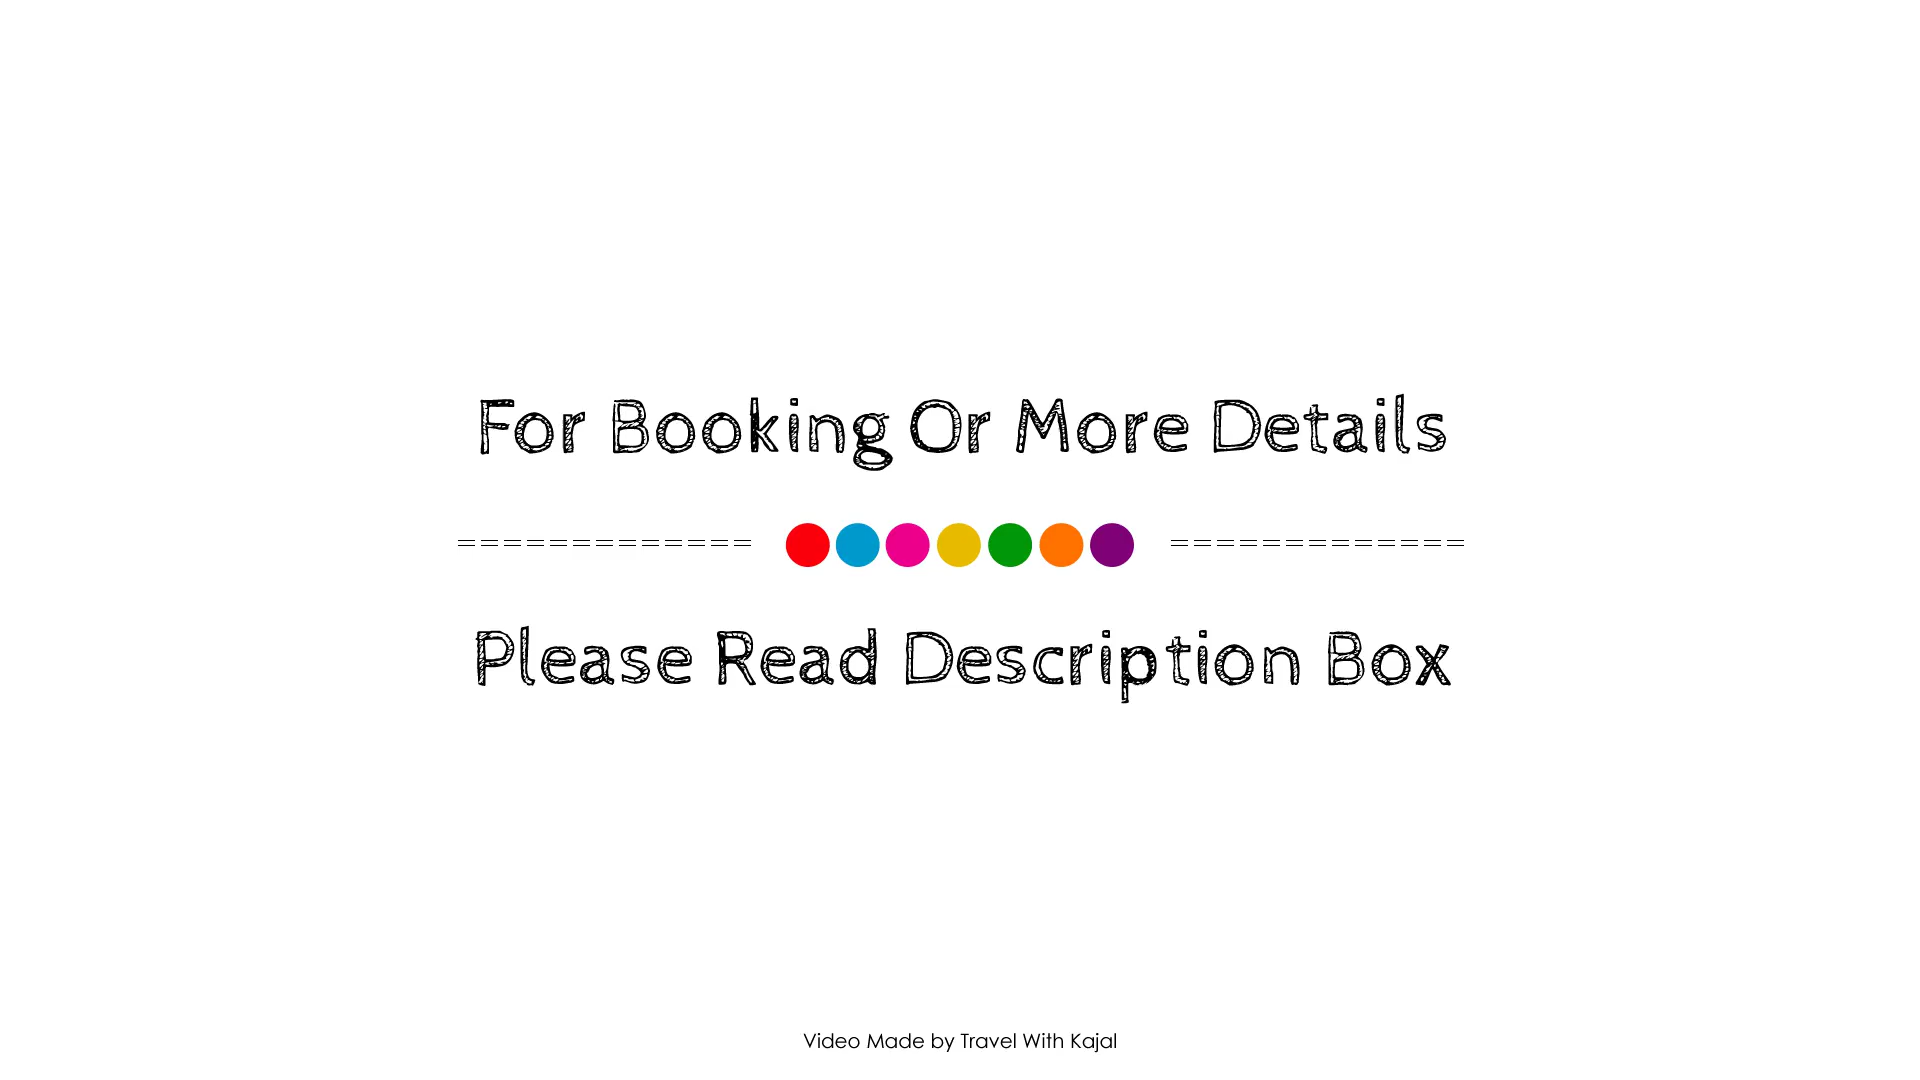 For Booking Or More Details
============= =============
Please Read Description Box
Video Made by Travel With Kajal